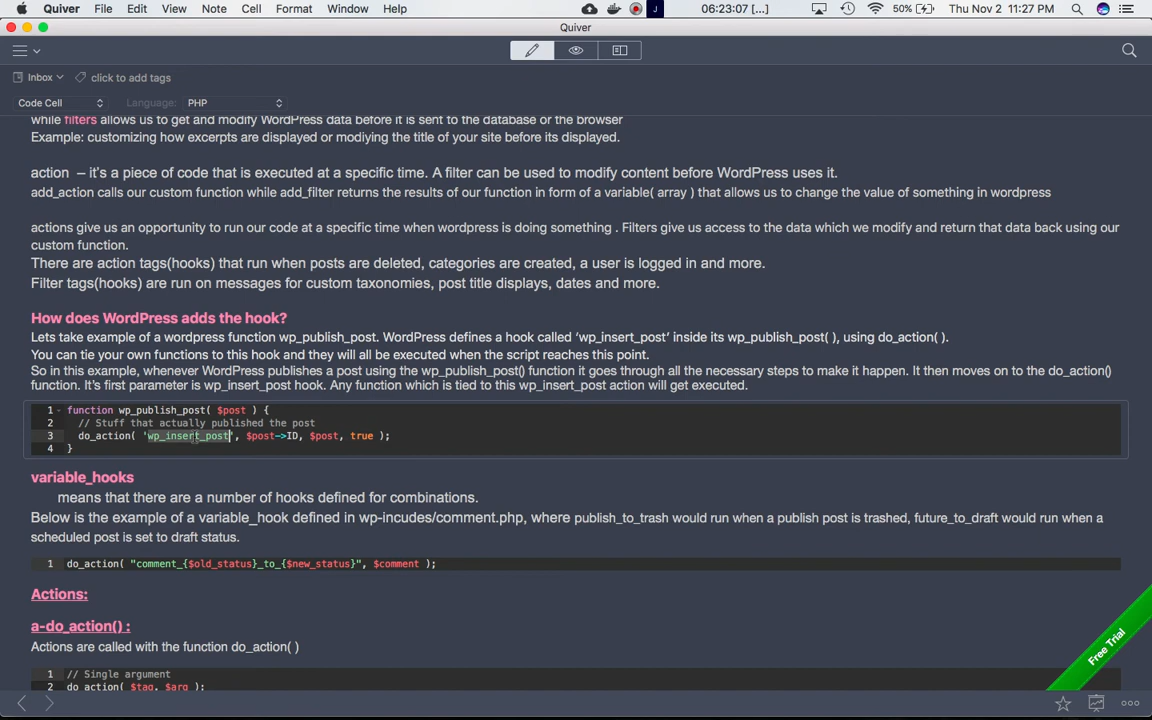 Quiver File Edit View Note Cell Format Window Help 06:23:07 [...] 50% Thu Nov 2 11:27 PM
Quiver
Inbox click to add tags
Code Cell Language: PHP
while filters allows us to get and modify WordPress data before it is sent to the database or the browser
Example: customizing how excerpts are displayed or modiying the title of your site before its displayed.
action – it's a piece of code that is executed at a specific time. A filter can be used to modify content before WordPress uses it.
add_action calls our custom function while add_filter returns the results of our function in form of a variable( array ) that allows us to change the value of something in wordpress
actions give us an opportunity to run our code at a specific time when wordpress is doing something . Filters give us access to the data which we modify and return that data back using our
custom function.
There are action tags(hooks) that run when posts are deleted, categories are created, a user is logged in and more.
Filter tags(hooks) are run on messages for custom taxonomies, post title displays, dates and more.
How does WordPress adds the hook?
Lets take example of a wordpress function wp_publish_post. WordPress defines a hook called 'wp_insert_post' inside its wp_publish_post( ), using do_action( ).
You can tie your own functions to this hook and they will all be executed when the script reaches this point.
So in this example, whenever WordPress publishes a post using the wp_publish_post() function it goes through all the necessary steps to make it happen. It then moves on to the do_action()
function. It's first parameter is wp_insert_post hook. Any function which is tied to this wp_insert_post action will get executed.
1 function wp_publish_post( $post ) {
2 // Stuff that actually published the post
3 do_action( 'wp_insert_post', $post->ID, $post, true );
4 }
variable_hooks
means that there are a number of hooks defined for combinations.
Below is the example of a variable_hook defined in wp-incudes/comment.php, where publish_to_trash would run when a publish post is trashed, future_to_draft would run when a
scheduled post is set to draft status.
1 do_action( "comment_{$old_status}_to_{$new_status}", $comment );
Actions:
a-do_action() :
Actions are called with the function do_action( )
1 // Single argument
2 do action( $tag, $arg );
Free Trial